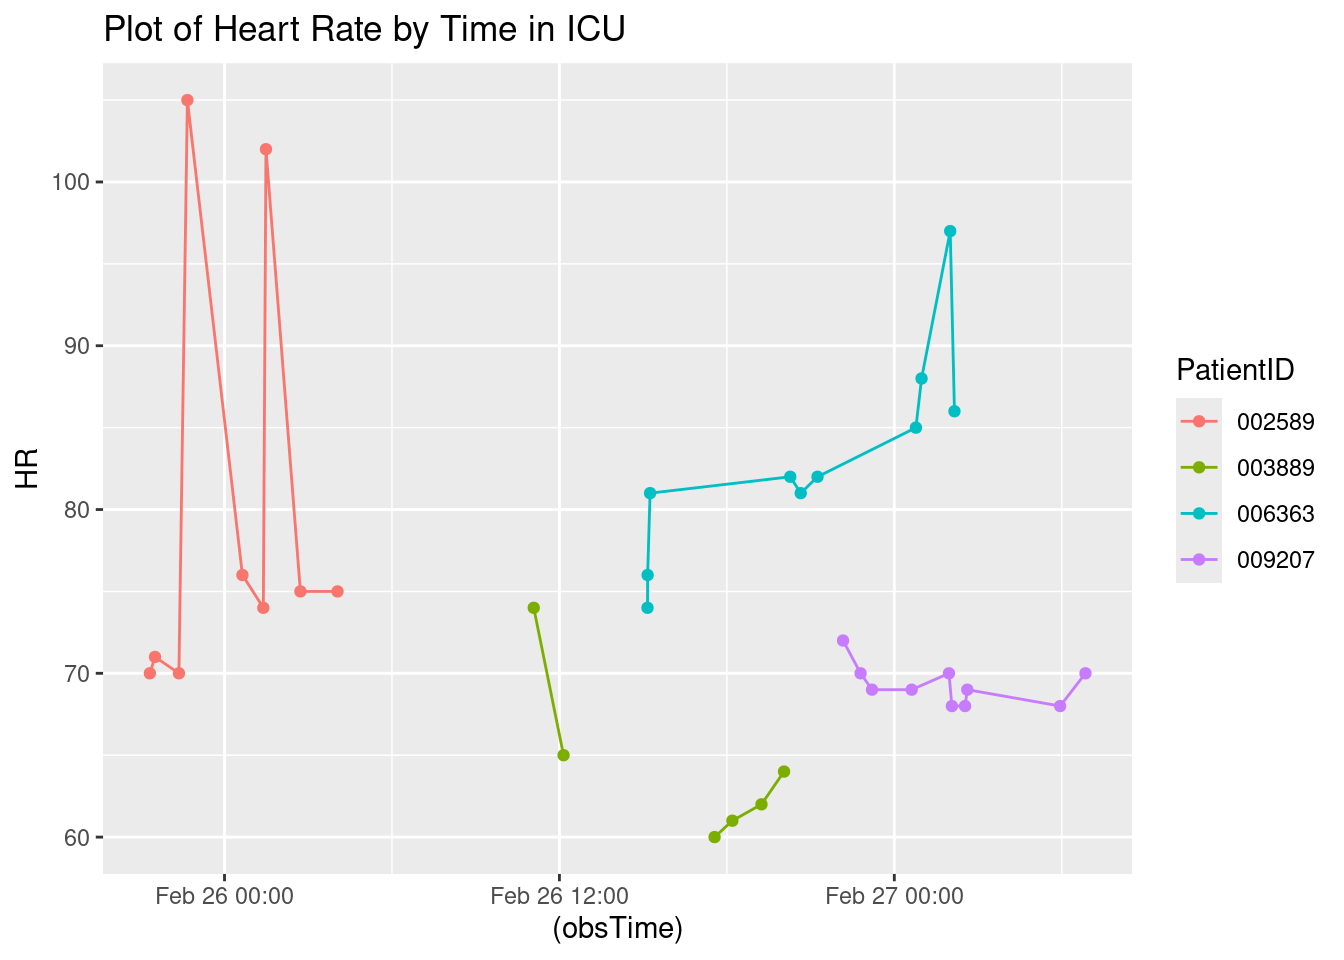 Plot of Heart Rate by Time in ICU
HR
100
90
80
70
60
Feb 26 00:00
Feb 26 12:00
Feb 27 00:00
(obsTime)
PatientID
002589
003889
006363
009207